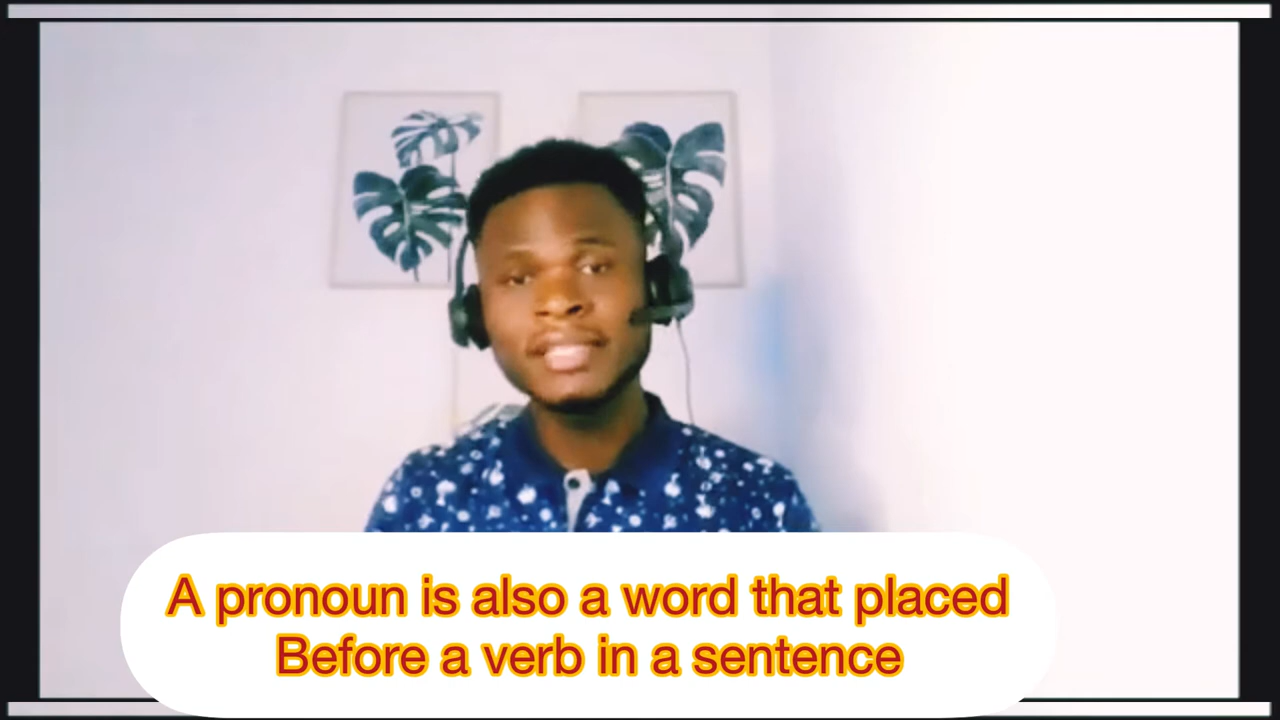 A pronoun is also a word that placed
Before a verb in a sentence